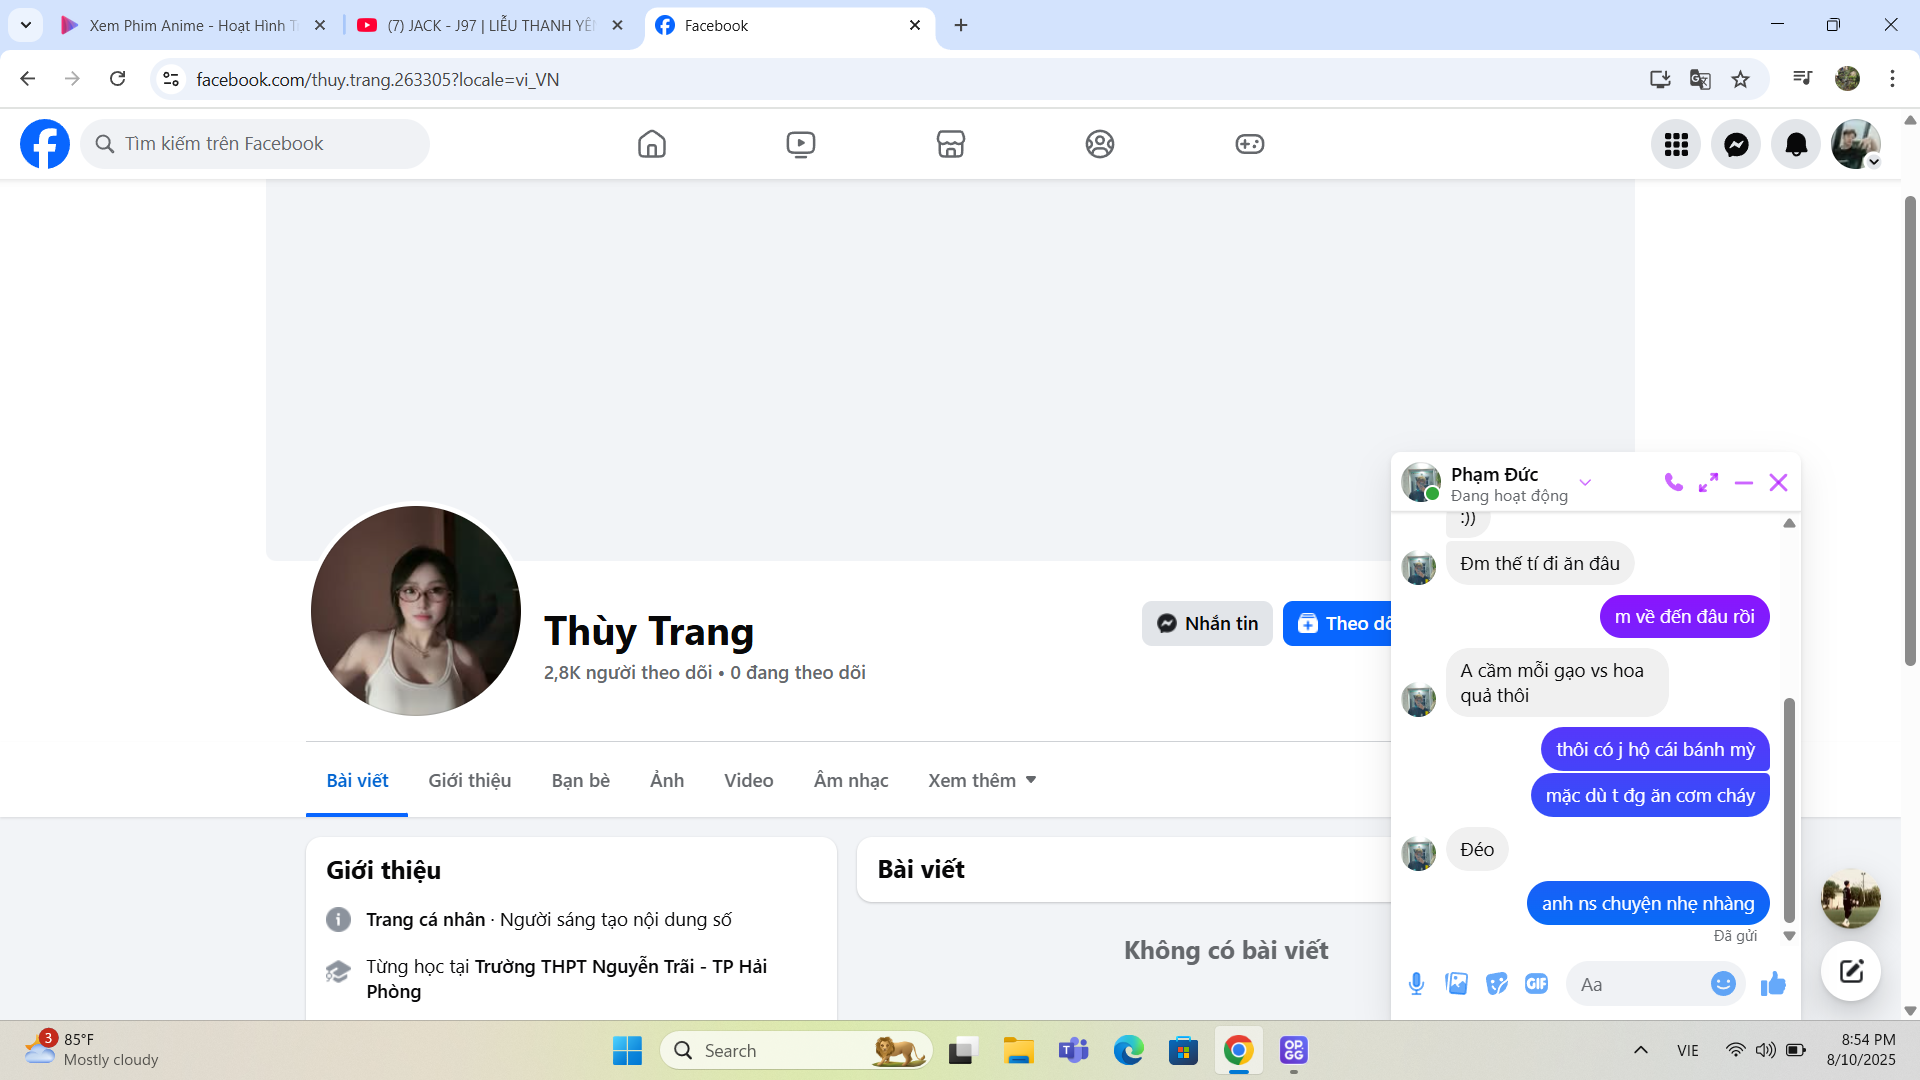 Xem Phim Anime - Hoạt Hình T
(7) JACK - J97 | LIỄU THANH YÊN
Facebook
facebook.com/thuy.trang.263305?locale=vi_VN
Tìm kiếm trên Facebook
Thùy Trang
2,8K người theo dõi • 0 đang theo dõi
Nhắn tin
Theo dõ
Bài viết
Giới thiệu
Bạn bè
Ảnh
Video
Âm nhạc
Xem thêm
Giới thiệu
Trang cá nhân · Người sáng tạo nội dung số
Từng học tại Trường THPT Nguyễn Trãi - TP Hải
Phòng
Bài viết
Không có bài viết
Phạm Đức
Đang hoạt động
:))
Đm thế tí đi ăn đâu
m về đến đâu rồi
A cầm mỗi gạo vs hoa
quả thôi
thôi có j hộ cái bánh mỳ
mặc dù t đg ăn cơm cháy
Đéo
anh ns chuyện nhẹ nhàng
Đã gửi
GIF
Aa
3
85°F
Mostly cloudy
Search
OP
GG
VIE
8:54 PM
8/10/2025